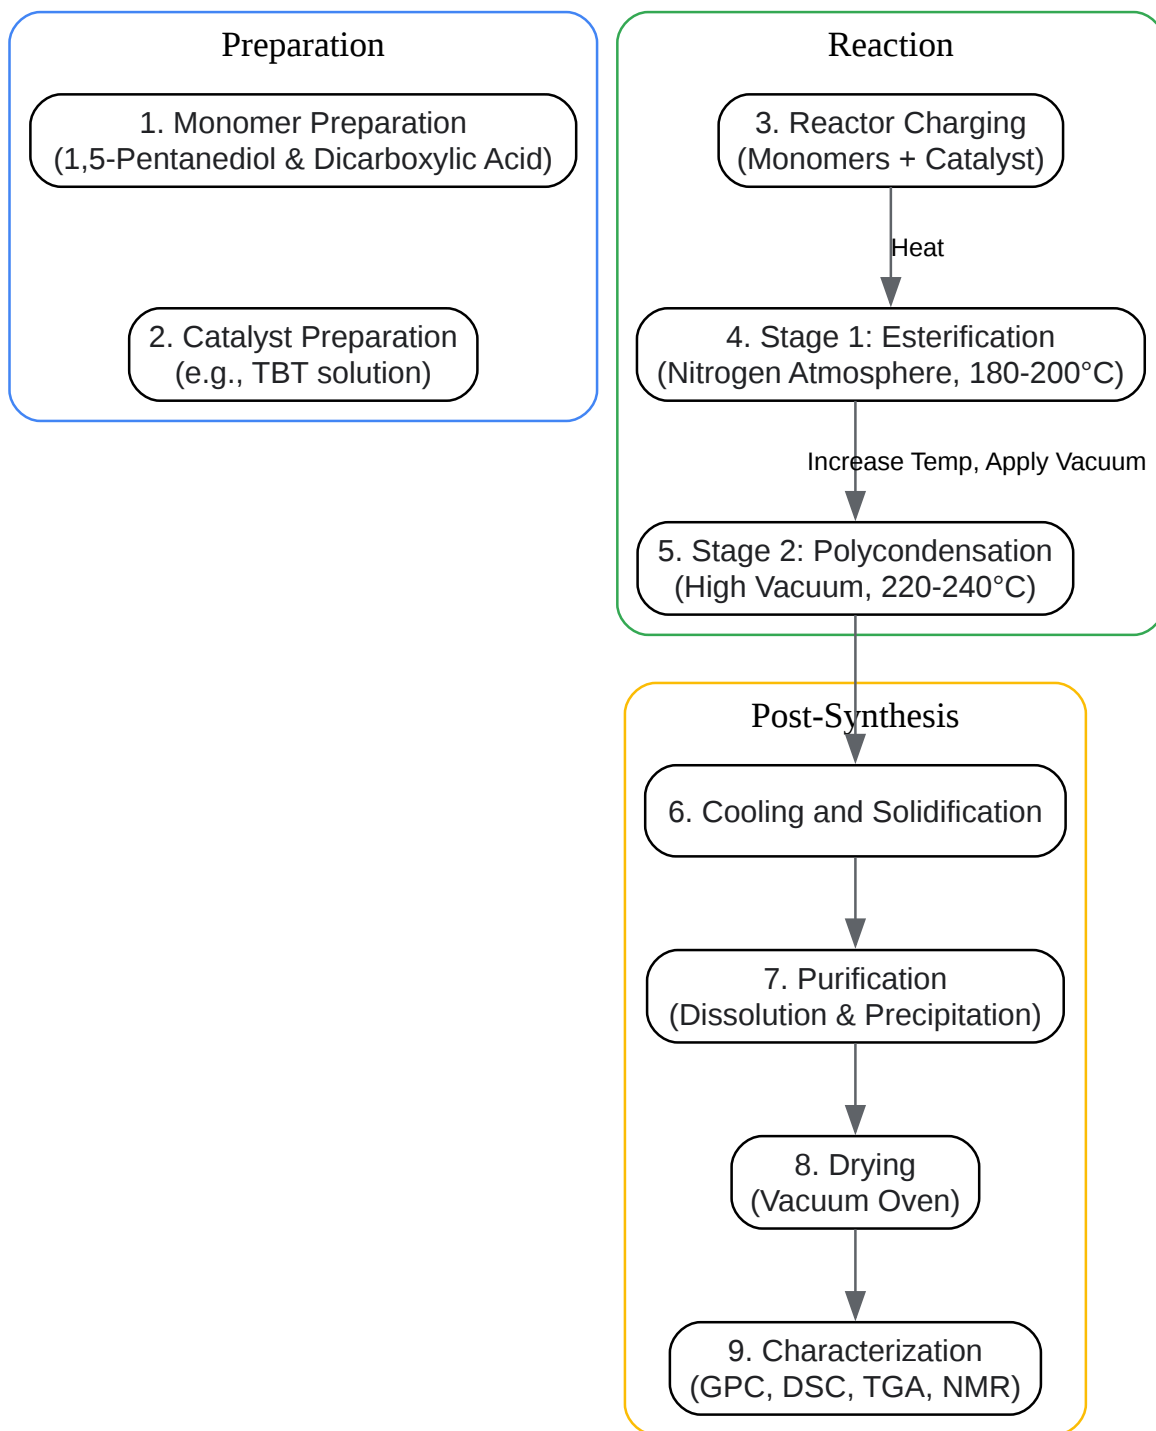 Preparation
1. Monomer Preparation
(1,5-Pentanediol & Dicarboxylic Acid)
2. Catalyst Preparation
(e.g., TBT solution)
Reaction
3. Reactor Charging
(Monomers + Catalyst)
Heat
4. Stage 1: Esterification
(Nitrogen Atmosphere, 180-200°C)
Increase Temp, Apply Vacuum
5. Stage 2: Polycondensation
(High Vacuum, 220-240°C)
Post-Synthesis
6. Cooling and Solidification
7. Purification
(Dissolution & Precipitation)
8. Drying
(Vacuum Oven)
9. Characterization
(GPC, DSC, TGA, NMR)